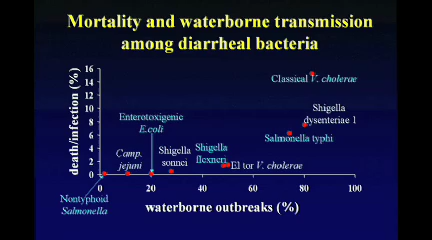 Mortality and waterborne transmission
among diarrheal bacteria
death/infection (%)
16
14
12
10
8
6
4
2
0
Classical V. cholerae
Shigella
dysenteriae 1
Salmonella typhi
Enterotoxigenic
E.coli
Shigella
flexneri
Shigella
sonnei
Camp.
jejuni
El tor V. cholerae
Nontyphoid
Salmonella
0
20
40
60
80
100
waterborne outbreaks (%)